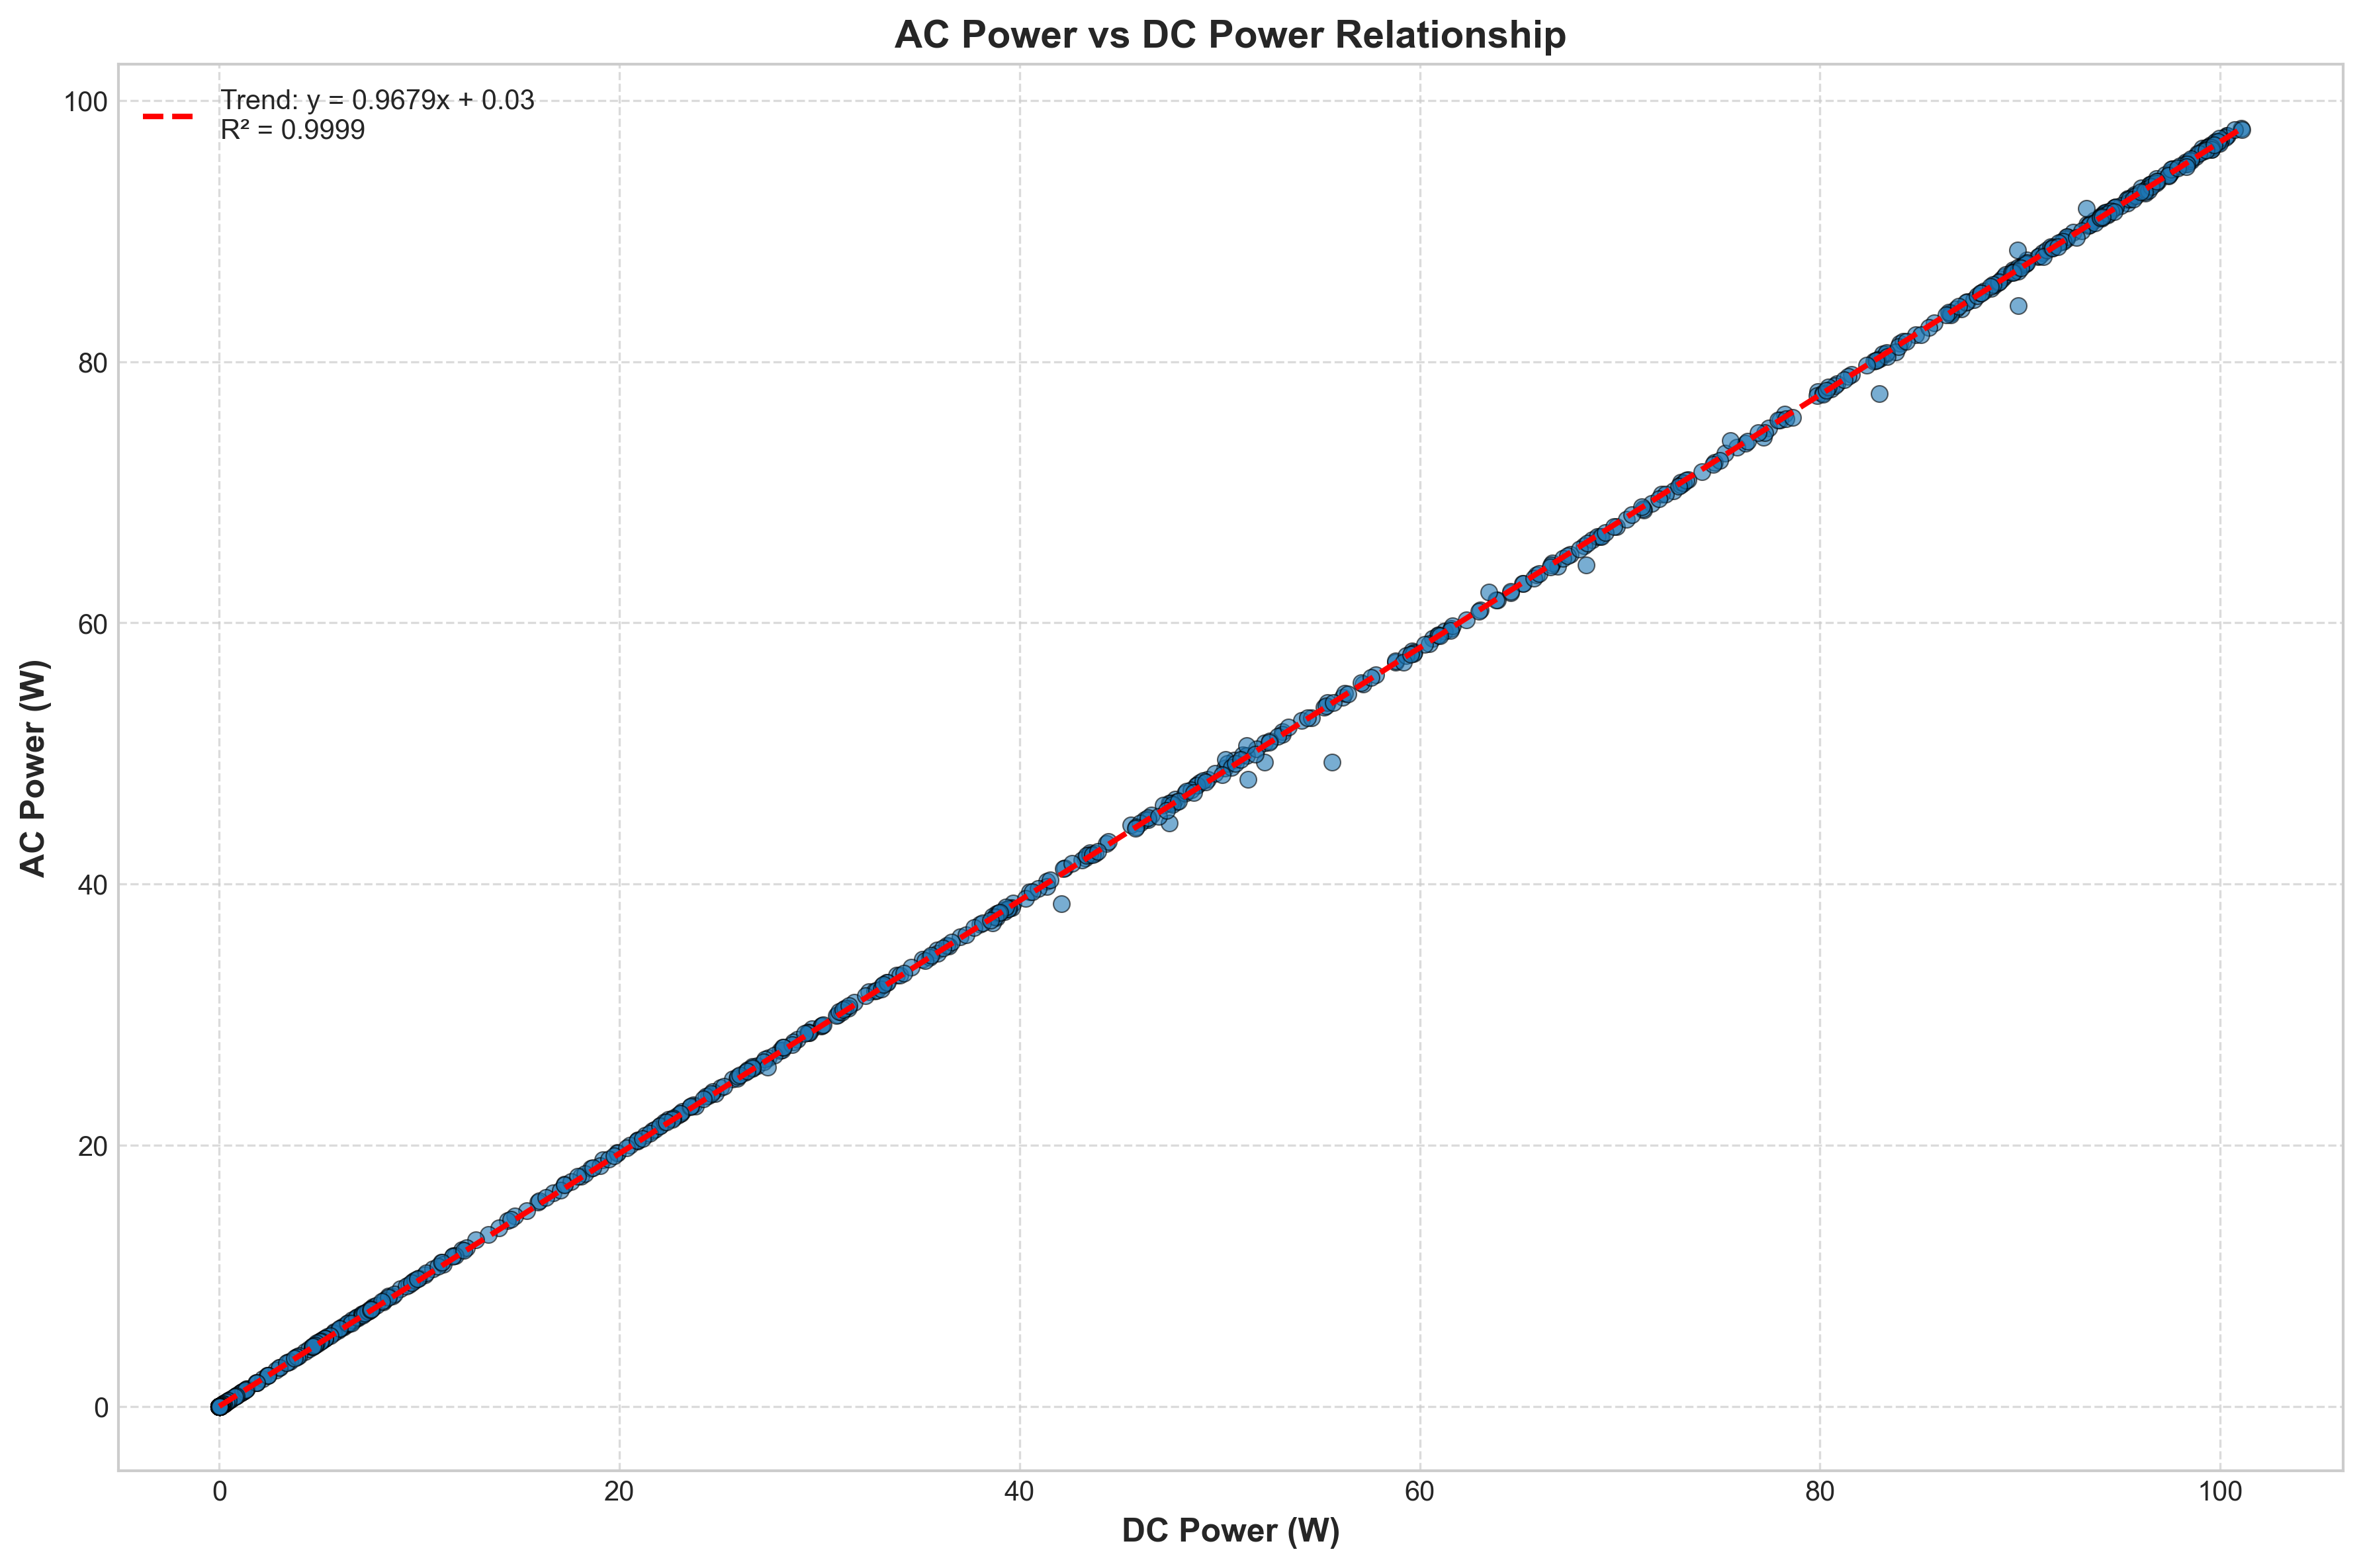 AC Power vs DC Power Relationship
Trend: y = 0.9679x + 0.03
R² = 0.9999
100
80
60
40
20
0
AC Power (W)
0 20 40 60 80 100
DC Power (W)